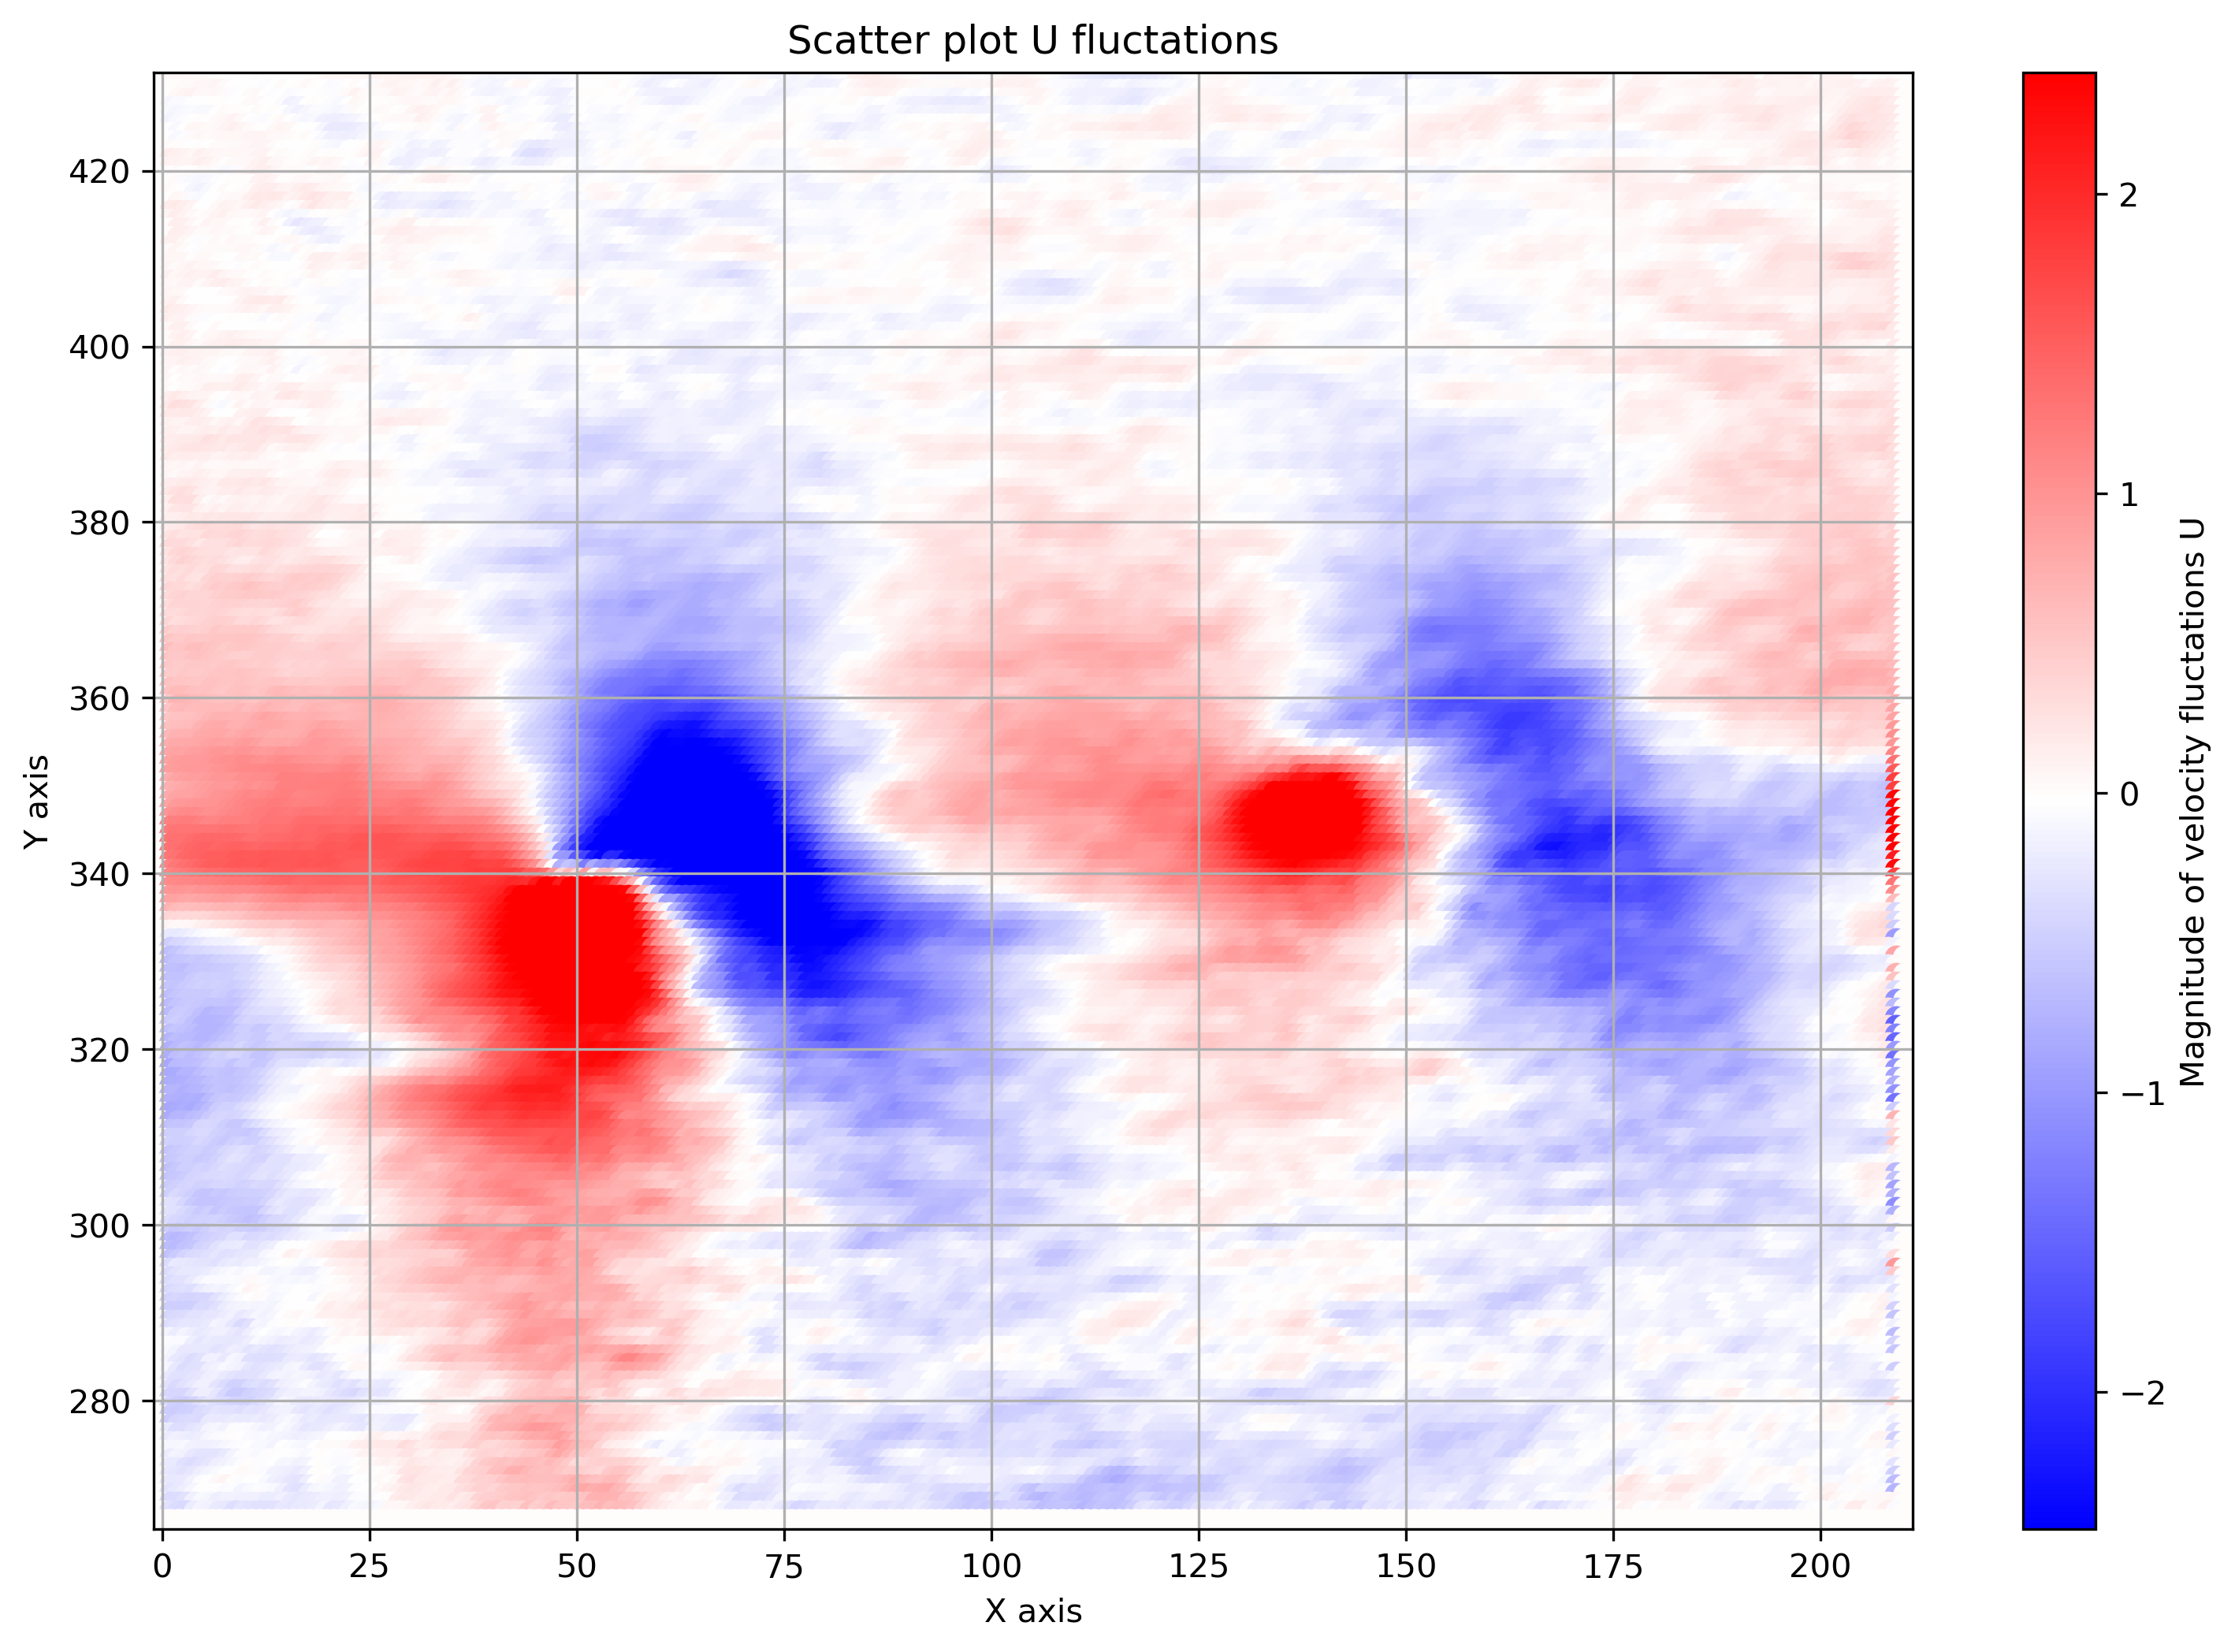 Scatter plot U fluctations
420
400
380
360
340
320
300
280
Y axis
0 25 50 75 100 125 150 175 200
X axis
2
1
0
−1
−2
Magnitude of velocity fluctations U